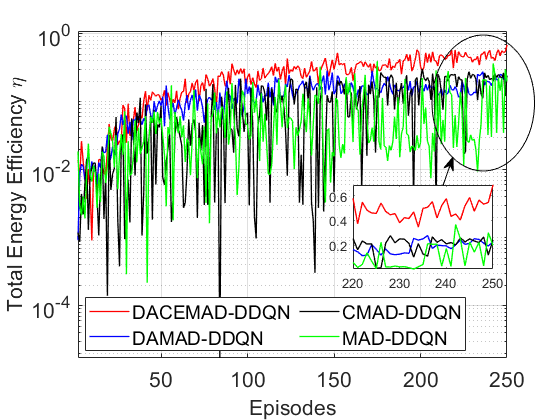 10^0
10^-2
10^-4
Total Energy Efficiency η
0.6
0.4
0.2
220 230 240 250
DACEMAD-DDQN CMAD-DDQN
DAMAD-DDQN MAD-DDQN
50 100 150 200 250
Episodes